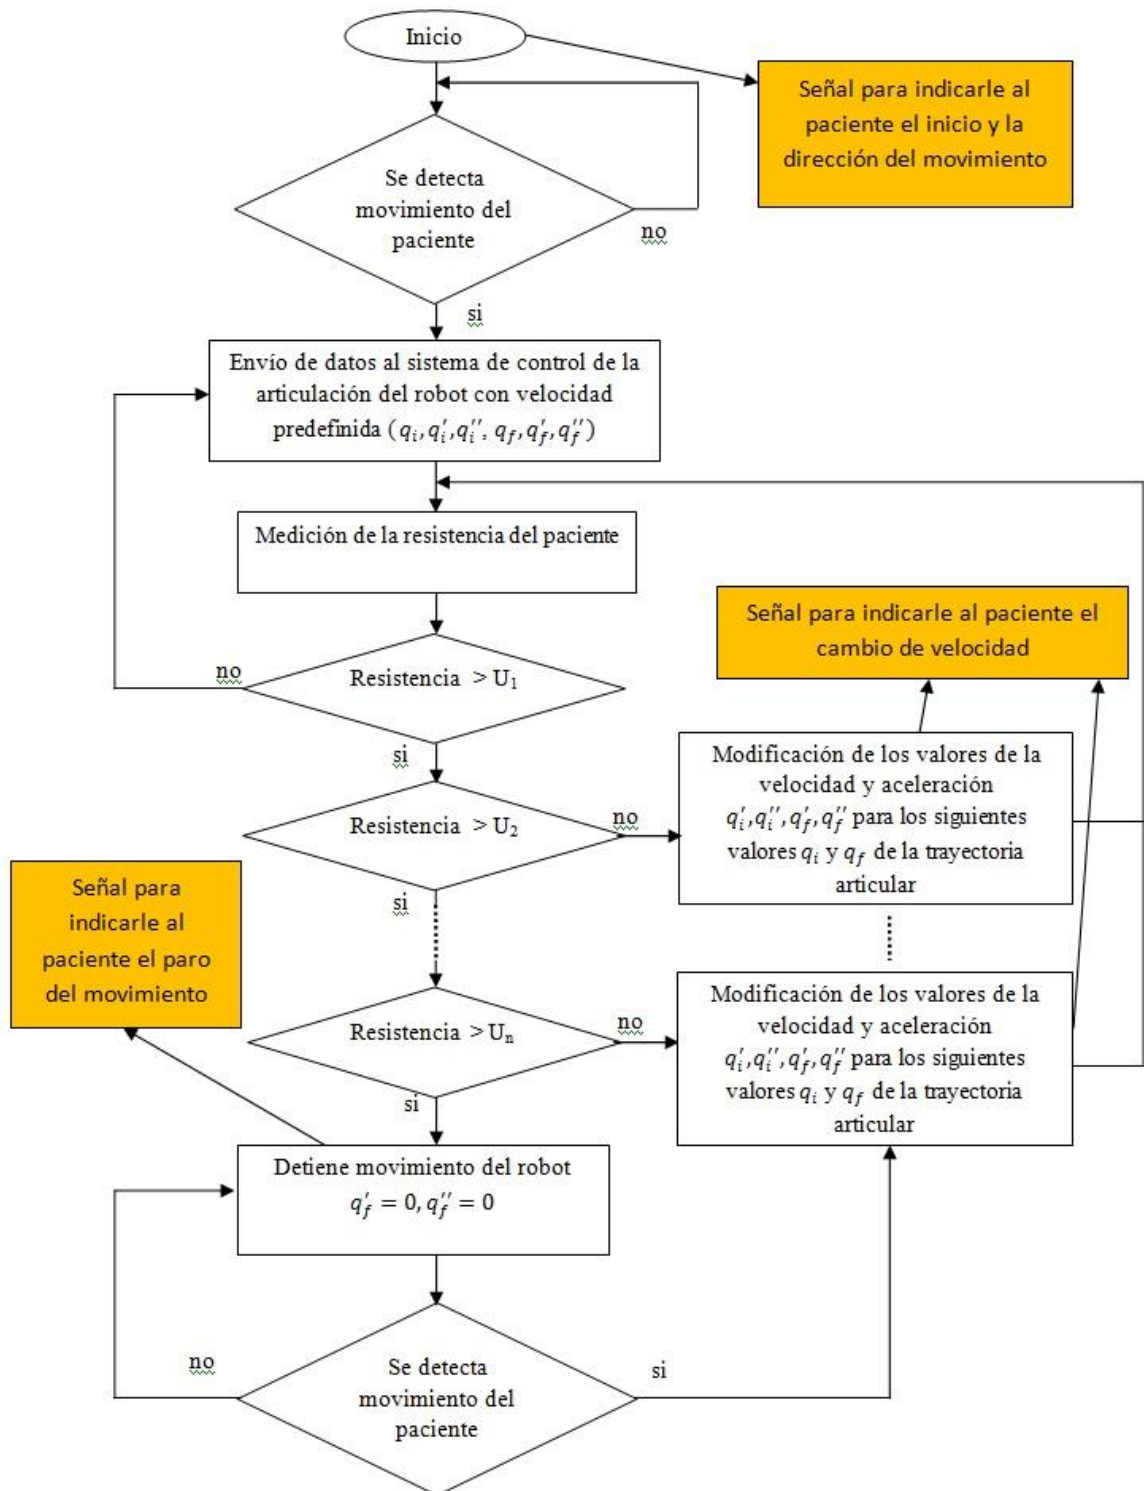 Inicio
Señal para indicarle al
paciente el inicio y la
dirección del movimiento
Se detecta
movimiento del
paciente
no
si
Envío de datos al sistema de control de la
articulación del robot con velocidad
predefinida (q_i, q_i′, q_i″, q_f, q_f′, q_f″)
Medición de la resistencia del paciente
Señal para indicarle al paciente el
cambio de velocidad
no
Resistencia > U₁
si
Modificación de los valores de la
velocidad y aceleración
q_i′, q_i″, q_f′, q_f″ para los siguientes
valores q_i y q_f de la trayectoria
articular
Resistencia > U₂
no
si
Señal para
indicarle al
paciente el paro
del movimiento
Resistencia > Uₙ
no
si
Modificación de los valores de la
velocidad y aceleración
q_i′, q_i″, q_f′, q_f″ para los siguientes
valores q_i y q_f de la trayectoria
articular
Detiene movimiento del robot
q_f′ = 0, q_f″ = 0
no
Se detecta
movimiento del
paciente
si